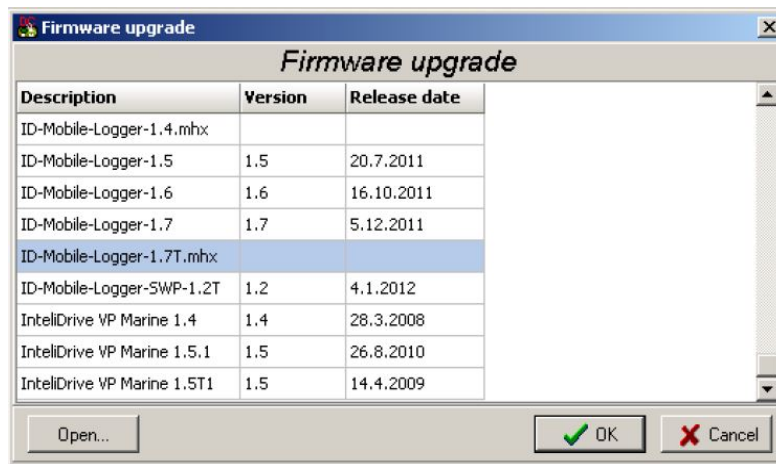 Firmware upgrade
Firmware upgrade
Description Version Release date
ID-Mobile-Logger-1.4.mhx
ID-Mobile-Logger-1.5 1.5 20.7.2011
ID-Mobile-Logger-1.6 1.6 16.10.2011
ID-Mobile-Logger-1.7 1.7 5.12.2011
ID-Mobile-Logger-1.7T.mhx
ID-Mobile-Logger-SWP-1.2T 1.2 4.1.2012
InteliDrive VP Marine 1.4 1.4 28.3.2008
InteliDrive VP Marine 1.5.1 1.5 26.8.2010
InteliDrive VP Marine 1.5T1 1.5 14.4.2009
Open... OK Cancel